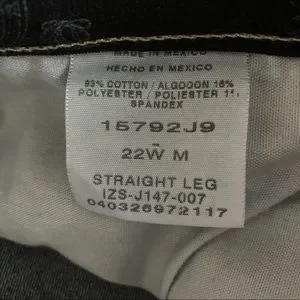 MADE IN MEXICO
HECHO EN MEXICO
83% COTTON / ALGODON 16%
POLYESTER / POLIESTER 1%
SPANDEX
15792J9
22W M
STRAIGHT LEG
IZS-J147-007
040325972117